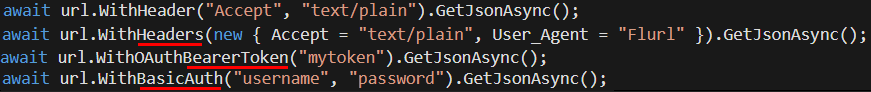 await url.WithHeader("Accept", "text/plain").GetJsonAsync();
await url.WithHeaders(new { Accept = "text/plain", User_Agent = "Flurl" }).GetJsonAsync();
await url.WithOAuthBearerToken("mytoken").GetJsonAsync();
await url.WithBasicAuth("username", "password").GetJsonAsync();